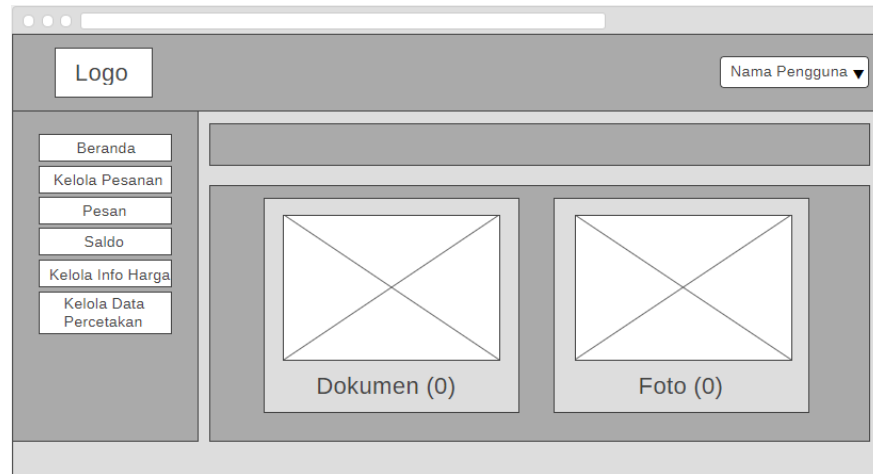 Logo
Nama Pengguna
Beranda
Kelola Pesanan
Pesan
Saldo
Kelola Info Harga
Kelola Data
Percetakan
Dokumen (0)
Foto (0)